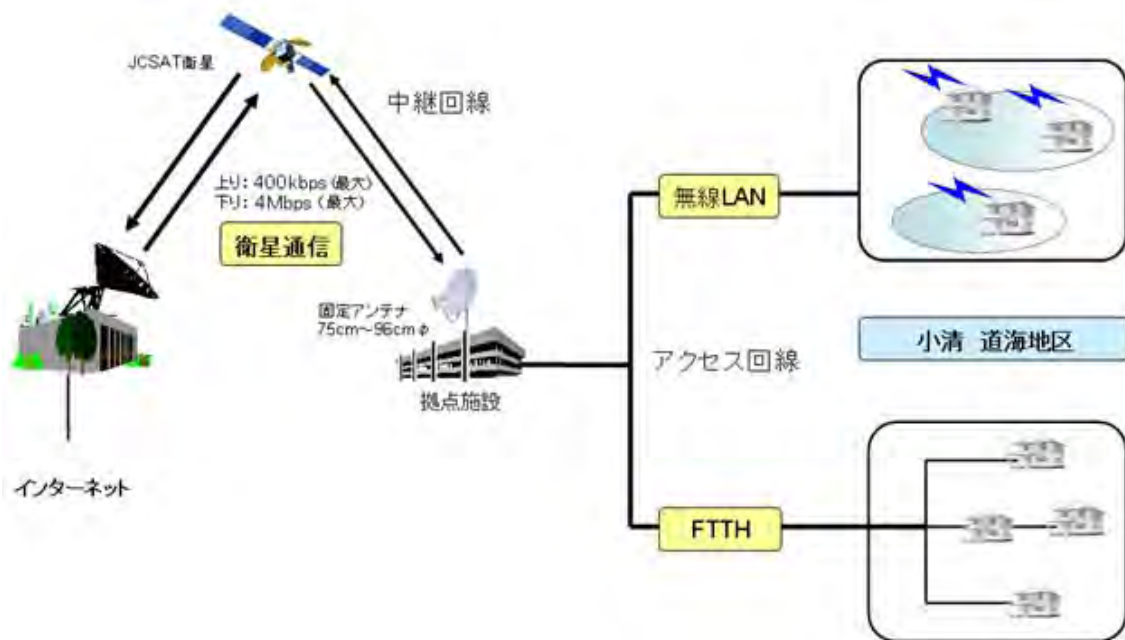 JCSAT衛星
中継回線
上り：400kbps（最大）
下り：4Mbps（最大）
衛星通信
固定アンテナ
75cm～96cmφ
拠点施設
インターネット
無線LAN
アクセス回線
小清　道海地区
FTTH